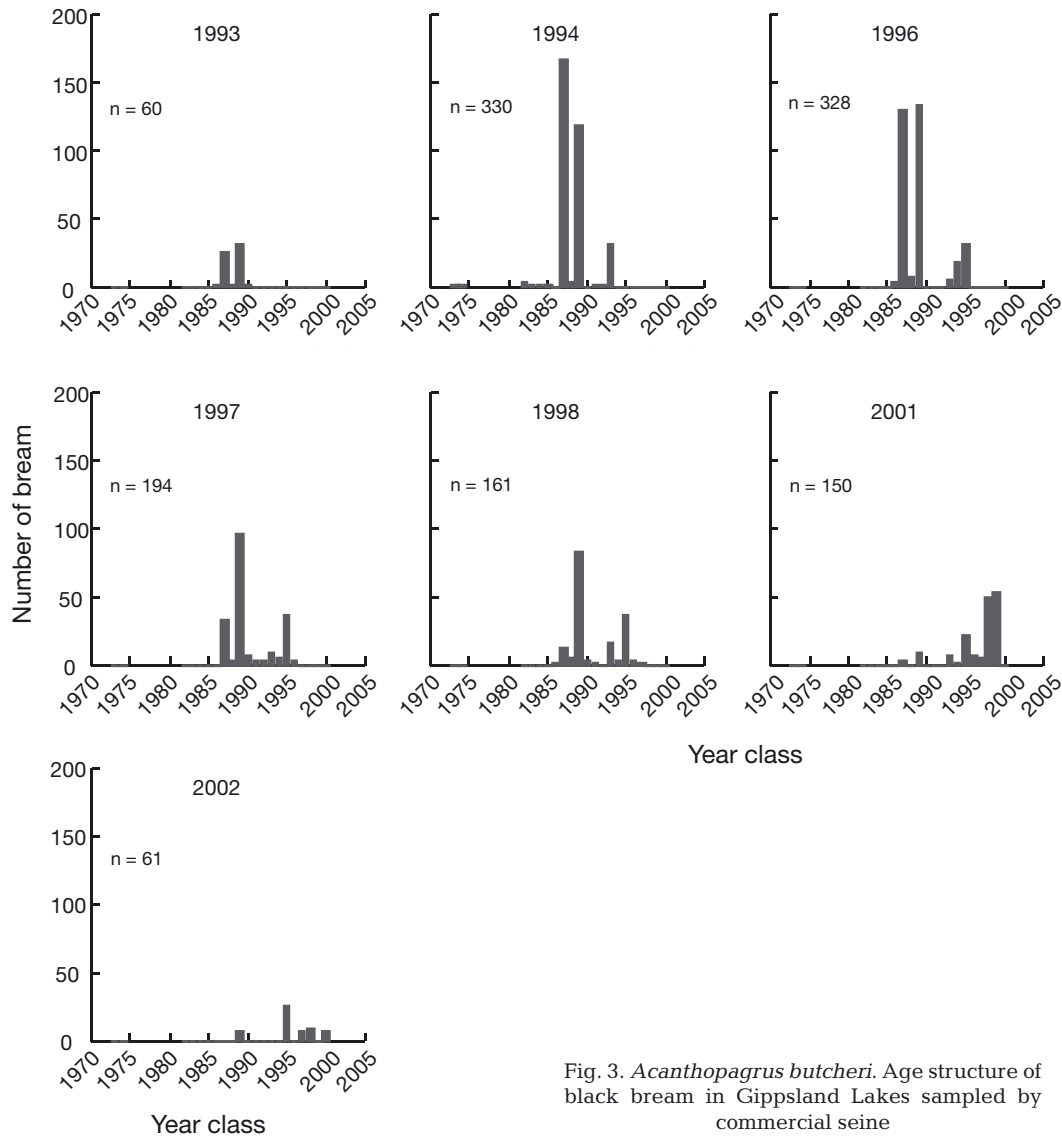 200
150
100
50
0
1993
n = 60
1970 1975 1980 1985 1990 1995 2000 2005
1994
n = 330
1970 1975 1980 1985 1990 1995 2000 2005
1996
n = 328
1970 1975 1980 1985 1990 1995 2000 2005
Number of bream
200
150
100
50
0
1997
n = 194
1970 1975 1980 1985 1990 1995 2000 2005
1998
n = 161
1970 1975 1980 1985 1990 1995 2000 2005
2001
n = 150
1970 1975 1980 1985 1990 1995 2000 2005
Year class
200
150
100
50
0
2002
n = 61
1970 1975 1980 1985 1990 1995 2000 2005
Year class
Fig. 3. Acanthopagrus butcheri. Age structure of
black bream in Gippsland Lakes sampled by
commercial seine